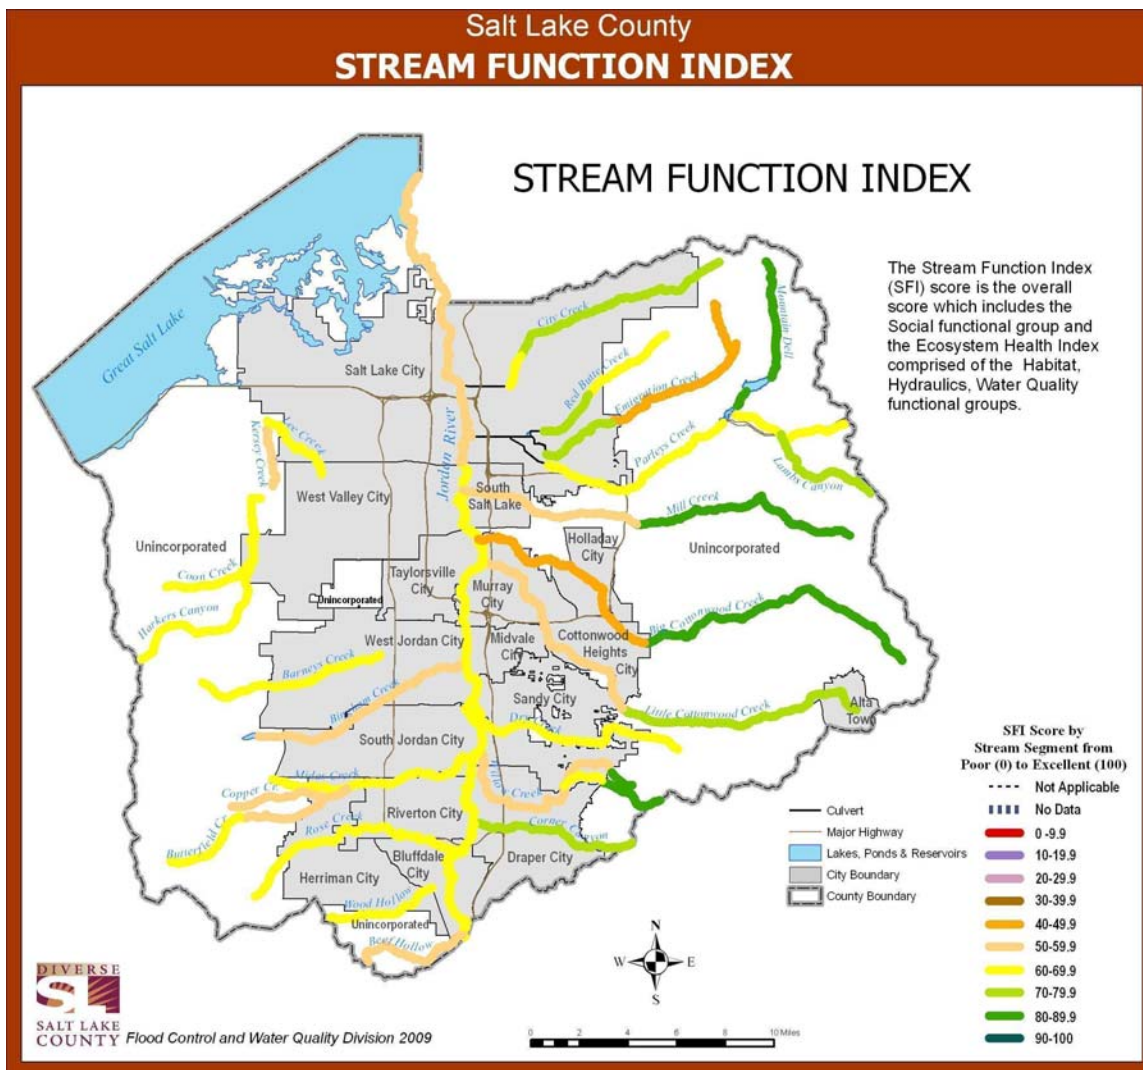 Salt Lake County
STREAM FUNCTION INDEX
STREAM FUNCTION INDEX
The Stream Function Index
(SFI) score is the overall
score which includes the
Social functional group and
the Ecosystem Health Index
comprised of the Habitat,
Hydraulics, Water Quality
functional groups.
Great Salt Lake
Salt Lake City
City Creek
Mountain Dell
Red Butte Creek
Emigration Creek
Jordan River
Parleys Creek
Lambs Canyon
Kersey Creek
Lee Creek
West Valley City
South
Salt Lake
Mill Creek
Unincorporated
Holladay
City
Unincorporated
Coon Creek
Taylorsville
City
Unincorporated
Murray
City
Harkers Canyon
West Jordan City
Midvale
City
Cottonwood
Heights
City
Big Cottonwood Creek
Barneys Creek
Bingham Creek
Sandy City
Little Cottonwood Creek
Alta
Town
South Jordan City
Dry Creek
Midas Creek
Willow Creek
Copper Cr.
Riverton City
Butterfield Cr.
Rose Creek
Corner Canyon
Bluffdale
City
Draper City
Herriman City
Wood Hollow
Unincorporated
Beef Hollow
Culvert
Major Highway
Lakes, Ponds & Reservoirs
City Boundary
County Boundary
SFI Score by
Stream Segment from
Poor (0) to Excellent (100)
Not Applicable
No Data
0 -9.9
10-19.9
20-29.9
30-39.9
40-49.9
50-59.9
60-69.9
70-79.9
80-89.9
90-100
N
W
E
S
0 2 4 6 8 10 Miles
DIVERSE
SL
SALT LAKE
COUNTY
Flood Control and Water Quality Division 2009